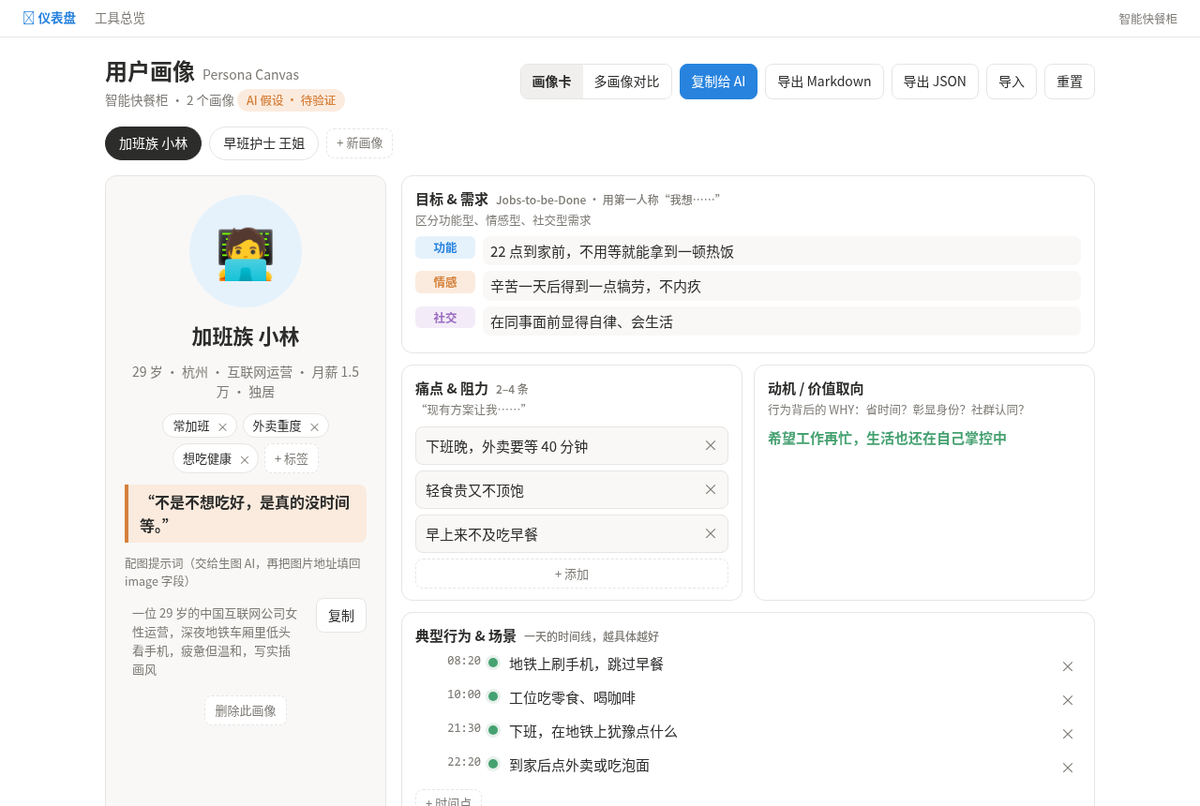 仪表盘 工具总览 智能快餐柜
用户画像 Persona Canvas
智能快餐柜 · 2 个画像 AI 假设 · 待验证
画像卡 多画像对比 复制给 AI 导出 Markdown 导出 JSON 导入 重置
加班族 小林 早班护士 王姐 + 新画像
加班族 小林
29 岁 · 杭州 · 互联网运营 · 月薪 1.5
万 · 独居
常加班 × 外卖重度 ×
想吃健康 × + 标签
“不是不想吃好，是真的没时间
等。”
配图提示词（交给生图 AI，再把图片地址填回
image 字段）
一位 29 岁的中国互联网公司女
性运营，深夜地铁车厢里低头
看手机，疲惫但温和，写实插
画风
复制
删除此画像
目标 & 需求 Jobs-to-be-Done · 用第一人称“我想……”
区分功能型、情感型、社交型需求
功能 22 点到家前，不用等就能拿到一顿热饭
情感 辛苦一天后得到一点犒劳，不内疚
社交 在同事面前显得自律、会生活
痛点 & 阻力 2–4 条
“现有方案让我……”
下班晚，外卖要等 40 分钟 ×
轻食贵又不顶饱 ×
早上来不及吃早餐 ×
+ 添加
动机 / 价值取向
行为背后的 WHY：省时间？彰显身份？社群认同？
希望工作再忙，生活也还在自己掌控中
典型行为 & 场景 一天的时间线，越具体越好
08:20 地铁上刷手机，跳过早餐 ×
10:00 工位吃零食、喝咖啡 ×
21:30 下班，在地铁上犹豫点什么 ×
22:20 到家后点外卖或吃泡面 ×
+ 时间点